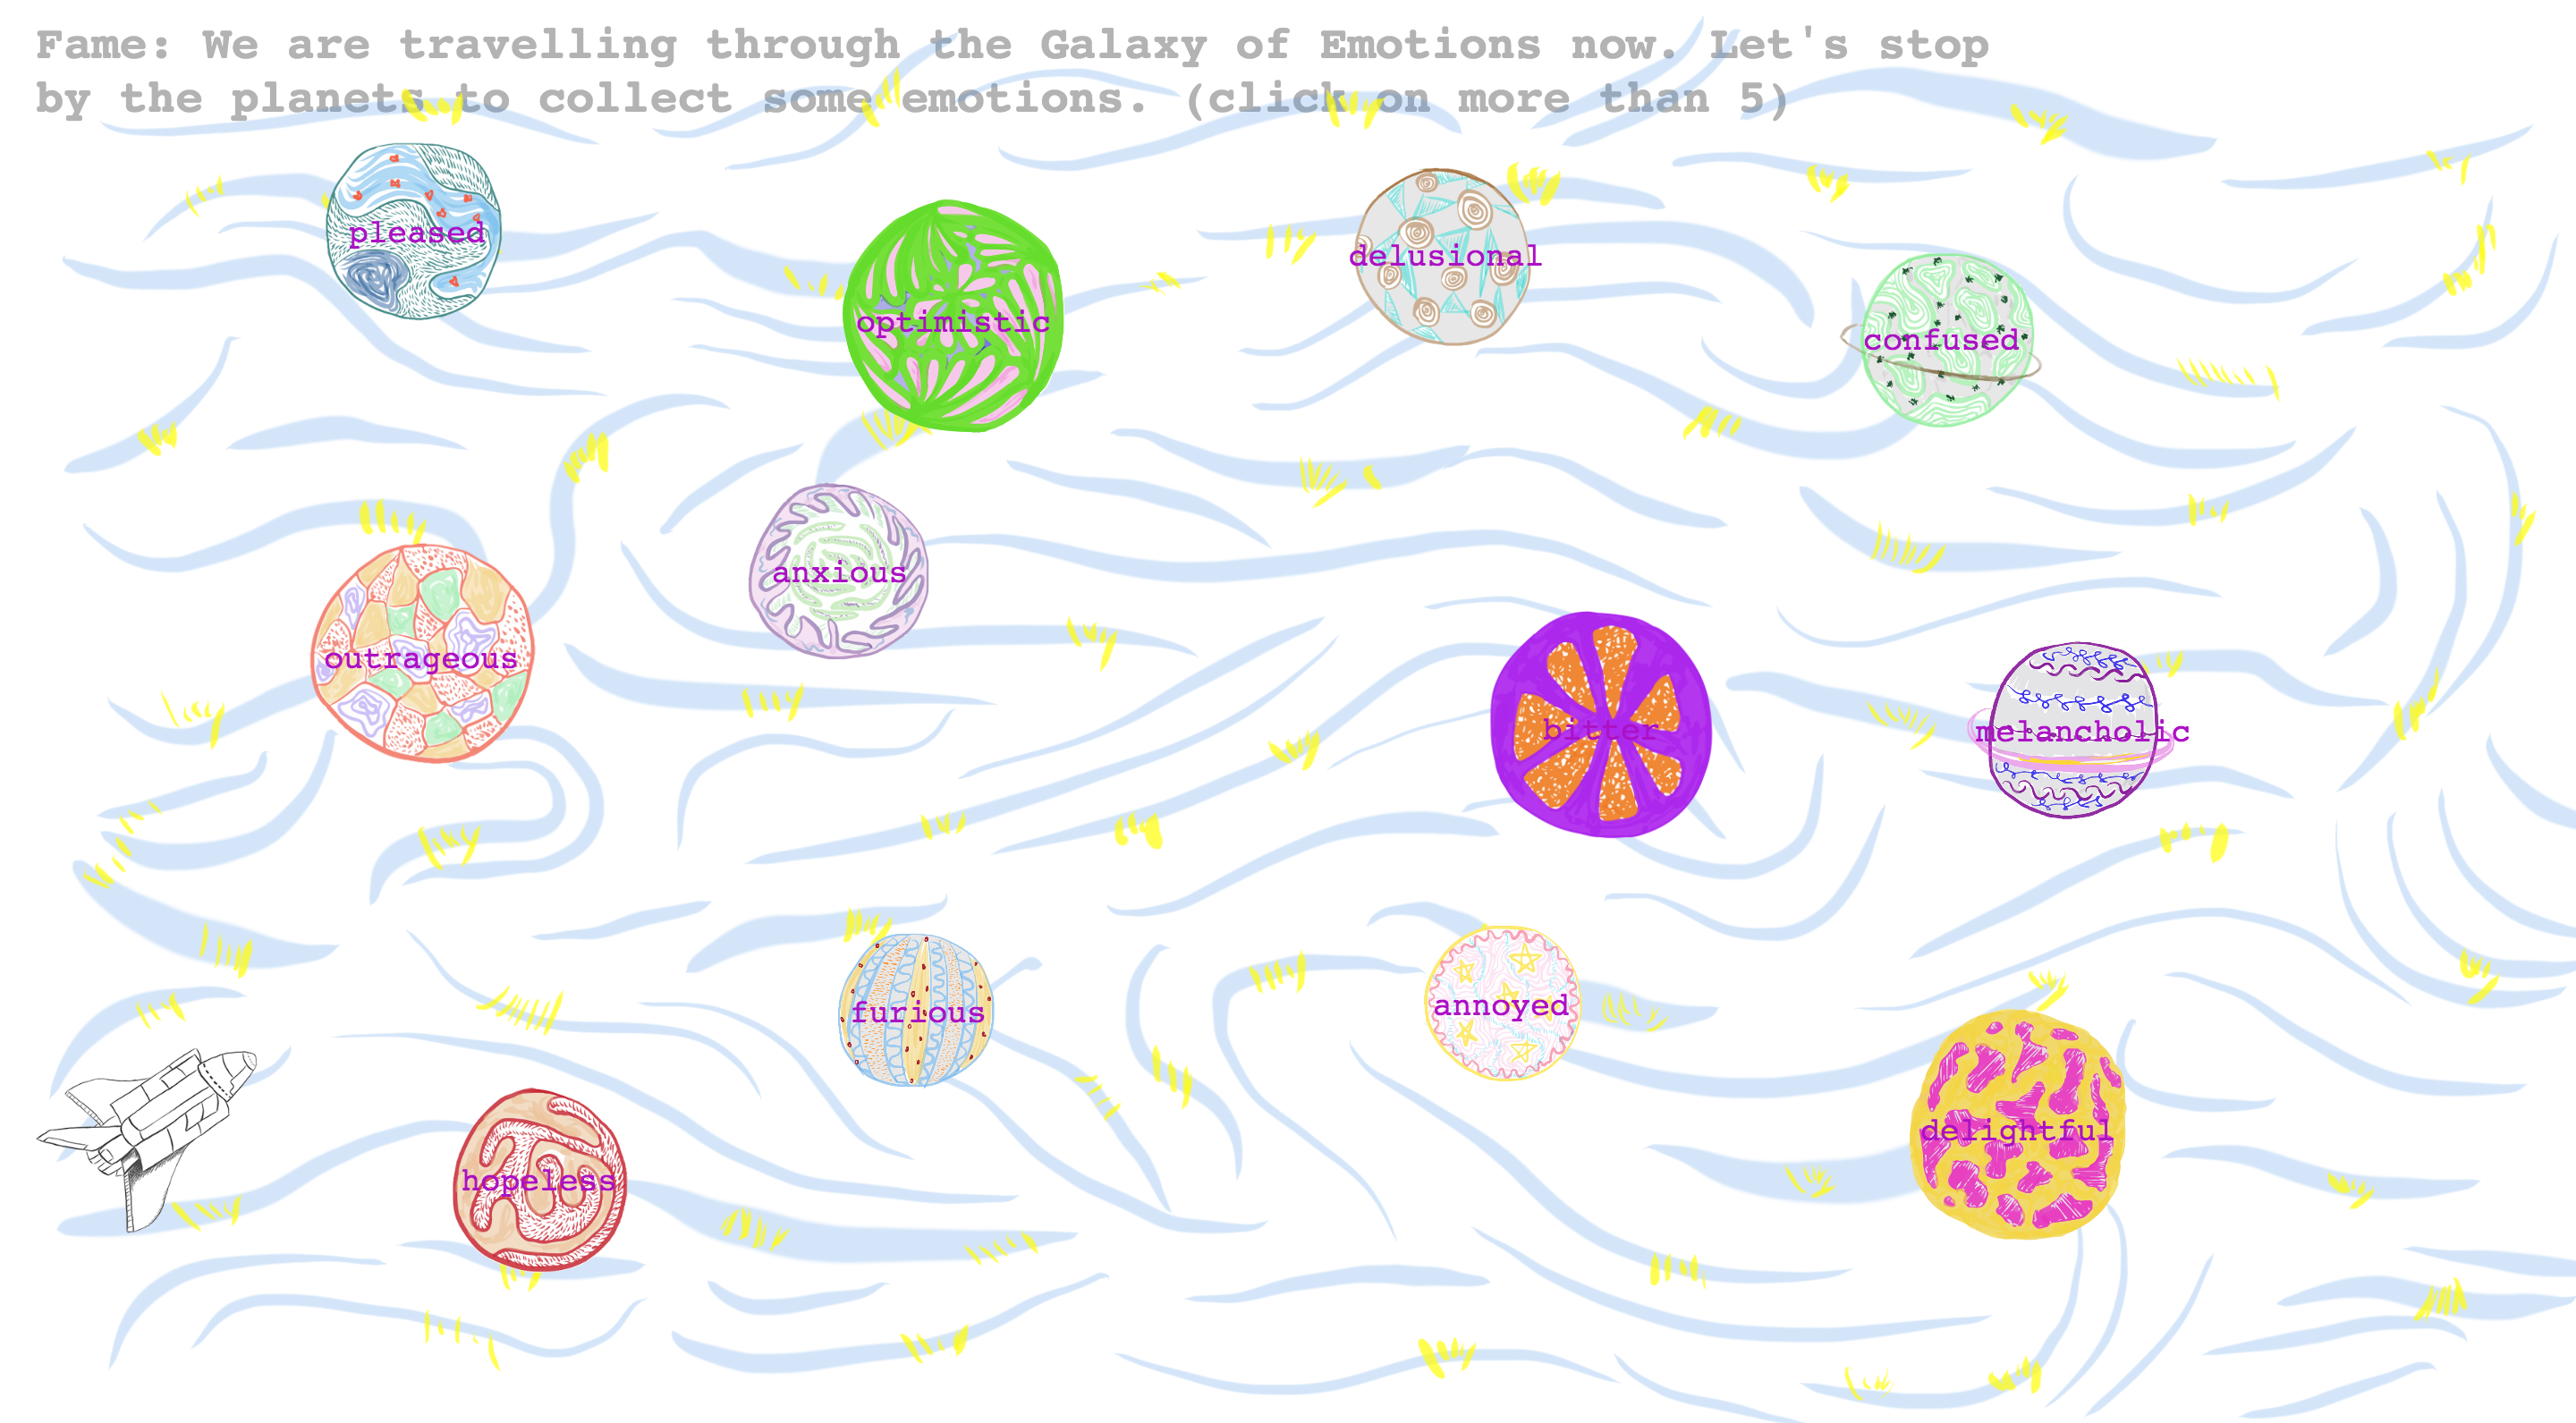 Fame: We are travelling through the Galaxy of Emotions now. Let's stop
by the planets to collect some emotions. (click on more than 5)
pleased
optimistic
delusional
confused
anxious
outrageous
bitter
melancholic
furious
annoyed
delightful
hopeless